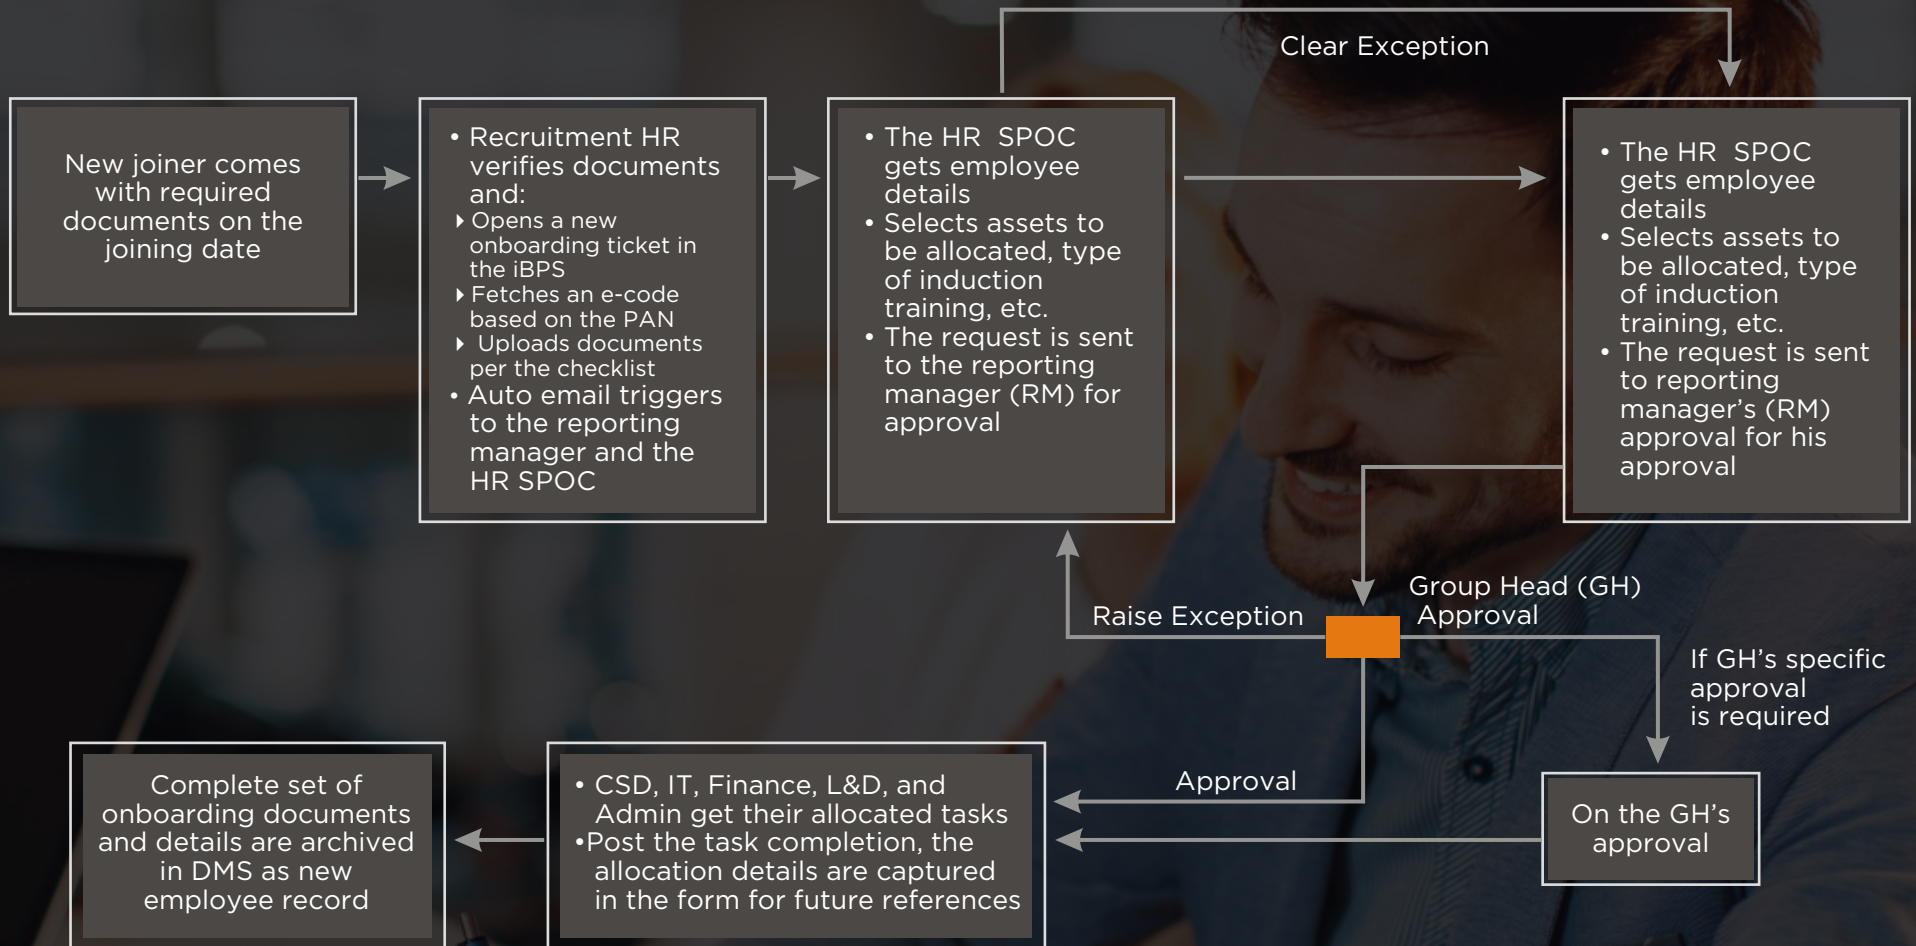 Clear Exception
New joiner comes
with required
documents on the
joining date
• Recruitment HR
verifies documents
and:
Opens a new
onboarding ticket in
the iBPS
Fetches an e-code
based on the PAN
Uploads documents
per the checklist
• Auto email triggers
to the reporting
manager and the
HR SPOC
• The HR SPOC
gets employee
details
• Selects assets to
be allocated, type
of induction
training, etc.
• The request is sent
to the reporting
manager (RM) for
approval
• The HR SPOC
gets employee
details
• Selects assets to
be allocated, type
of induction
training, etc.
• The request is sent
to reporting
manager’s (RM)
approval for his
approval
Raise Exception
Group Head (GH)
Approval
If GH’s specific
approval
is required
Approval
On the GH’s
approval
• CSD, IT, Finance, L&D, and
Admin get their allocated tasks
•Post the task completion, the
allocation details are captured
in the form for future references
Complete set of
onboarding documents
and details are archived
in DMS as new
employee record